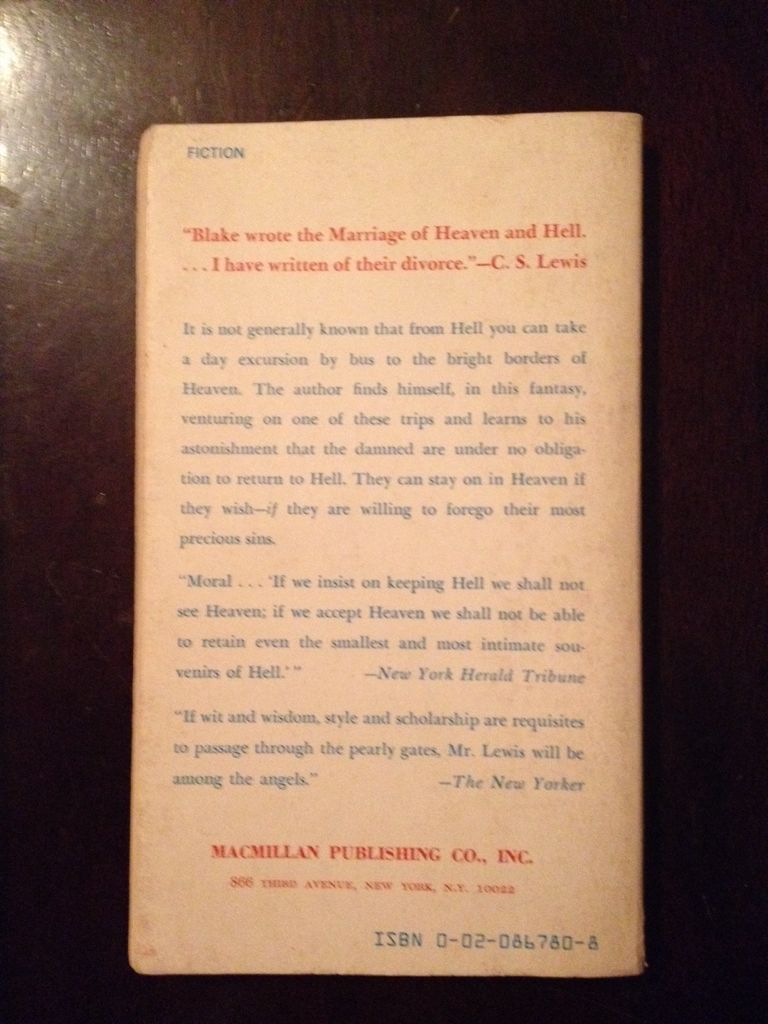 FICTION
"Blake wrote the Marriage of Heaven and Hell.
. . . I have written of their divorce."—C. S. Lewis
It is not generally known that from Hell you can take
a day excursion by bus to the bright borders of
Heaven. The author finds himself, in this fantasy,
venturing on one of these trips and learns to his
astonishment that the damned are under no obliga-
tion to return to Hell. They can stay on in Heaven if
they wish—if they are willing to forego their most
precious sins.
"Moral . . . 'If we insist on keeping Hell we shall not
see Heaven; if we accept Heaven we shall not be able
to retain even the smallest and most intimate sou-
venirs of Hell.'" —New York Herald Tribune
"If wit and wisdom, style and scholarship are requisites
to passage through the pearly gates, Mr. Lewis will be
among the angels." —The New Yorker
MACMILLAN PUBLISHING CO., INC.
866 THIRD AVENUE, NEW YORK, N.Y. 10022
ISBN 0-02-086780-8